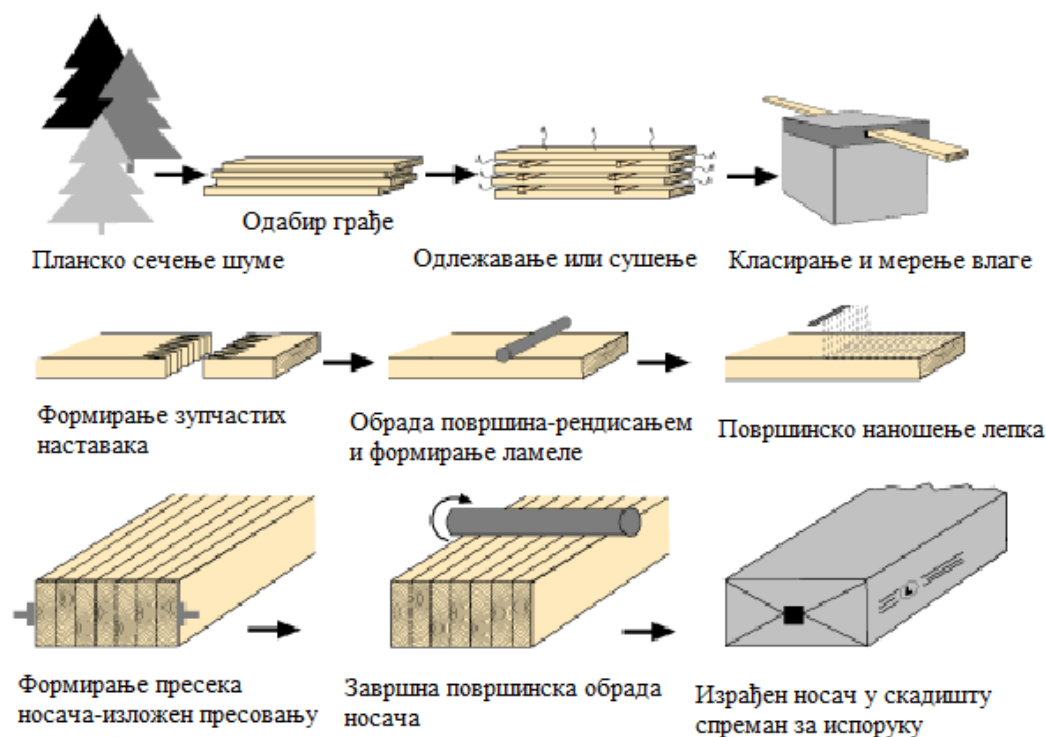 Одабир грађе
Планско сечење шуме
Одлежавање или сушење
Класирање и мерење влаге
Формирање зупчастих
наставака
Обрада површина-рендисањем
и формирање ламеле
Површинско наношење лепка
Формирање пресека
носача-изложен пресовању
Завршна површинска обрада
носача
Израђен носач у скадишту
спреман за испоруку